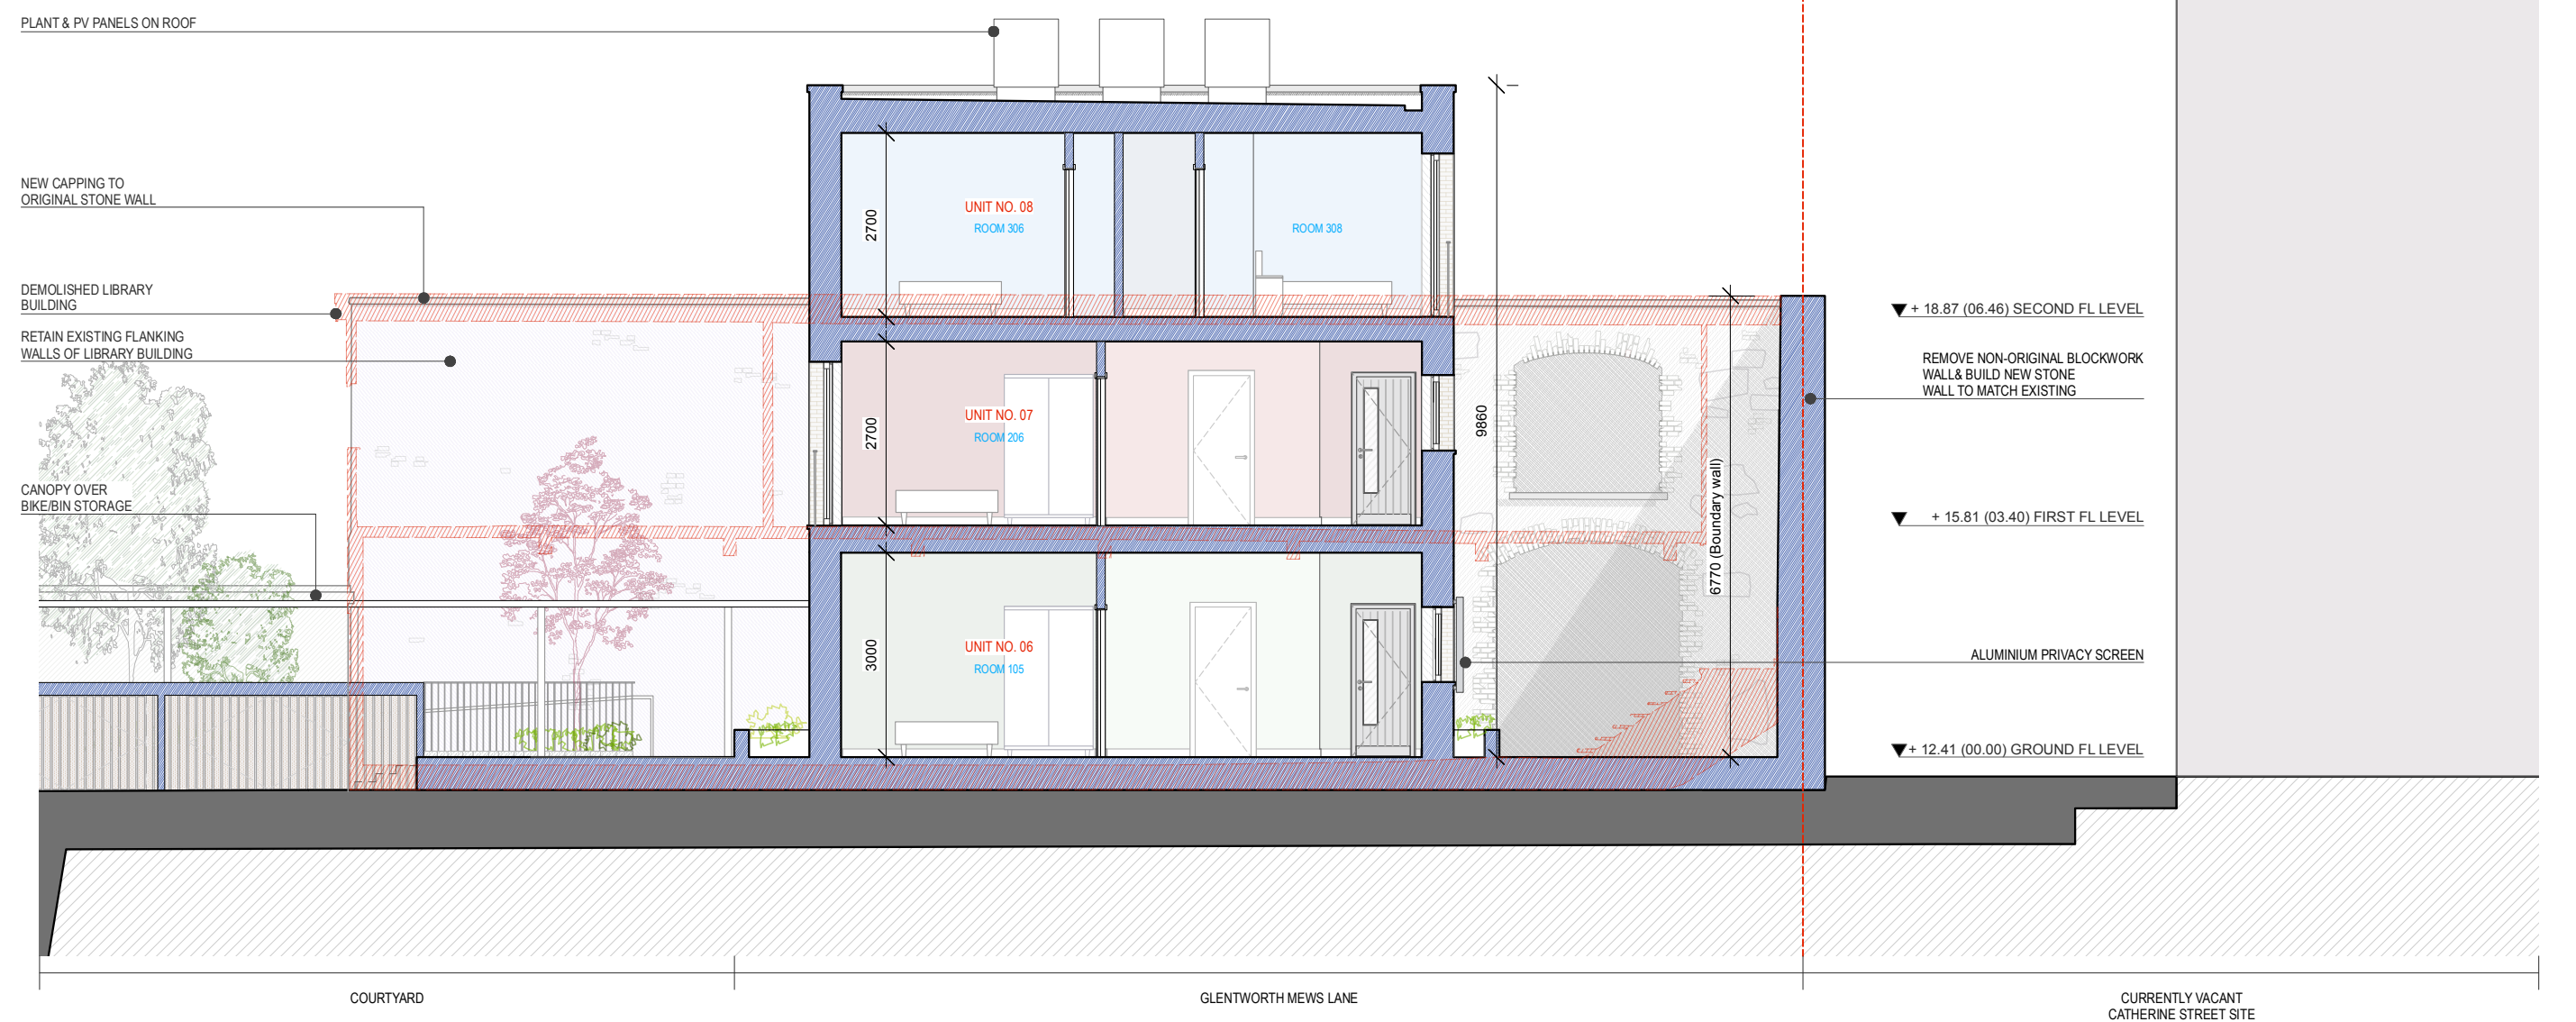 PLANT & PV PANELS ON ROOF
NEW CAPPING TO
ORIGINAL STONE WALL
DEMOLISHED LIBRARY
BUILDING
RETAIN EXISTING FLANKING
WALLS OF LIBRARY BUILDING
CANOPY OVER
BIKE/BIN STORAGE
2700
UNIT NO. 08
ROOM 306
ROOM 308
2700
UNIT NO. 07
ROOM 206
3000
UNIT NO. 06
ROOM 105
9860
6770 (Boundary wall)
+ 18.87 (06.46) SECOND FL LEVEL
REMOVE NON-ORIGINAL BLOCKWORK
WALL& BUILD NEW STONE
WALL TO MATCH EXISTING
+ 15.81 (03.40) FIRST FL LEVEL
ALUMINIUM PRIVACY SCREEN
+ 12.41 (00.00) GROUND FL LEVEL
COURTYARD
GLENTWORTH MEWS LANE
CURRENTLY VACANT
CATHERINE STREET SITE